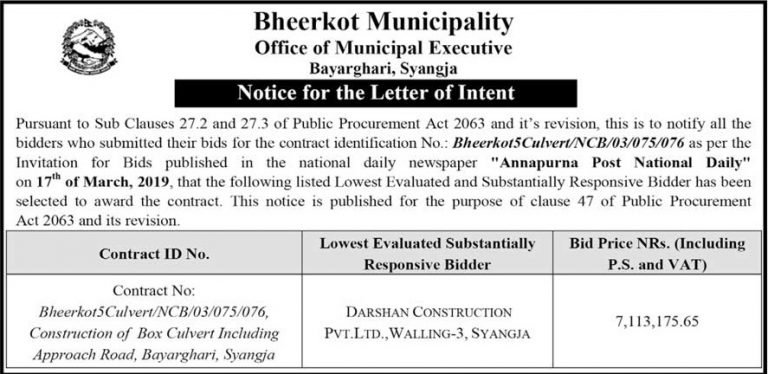 Bheerkot Municipality
Office of Municipal Executive
Bayarghari, Syangja
Notice for the Letter of Intent
Pursuant to Sub Clauses 27.2 and 27.3 of Public Procurement Act 2063 and it's revision, this is to notify all the
bidders who submitted their bids for the contract identification No.: Bheerkot5Culvert/NCB/03/075/076 as per the
Invitation for Bids published in the national daily newspaper "Annapurna Post National Daily"
on 17th of March, 2019, that the following listed Lowest Evaluated and Substantially Responsive Bidder has been
selected to award the contract. This notice is published for the purpose of clause 47 of Public Procurement
Act 2063 and its revision.
Contract ID No.
Lowest Evaluated Substantially
Responsive Bidder
Bid Price NRs. (Including
P.S. and VAT)
Contract No:
Bheerkot5Culvert/NCB/03/075/076,
Construction of Box Culvert Including
Approach Road, Bayarghari, Syangja
DARSHAN CONSTRUCTION
PVT.LTD.,WALLING-3, SYANGJA
7,113,175.65